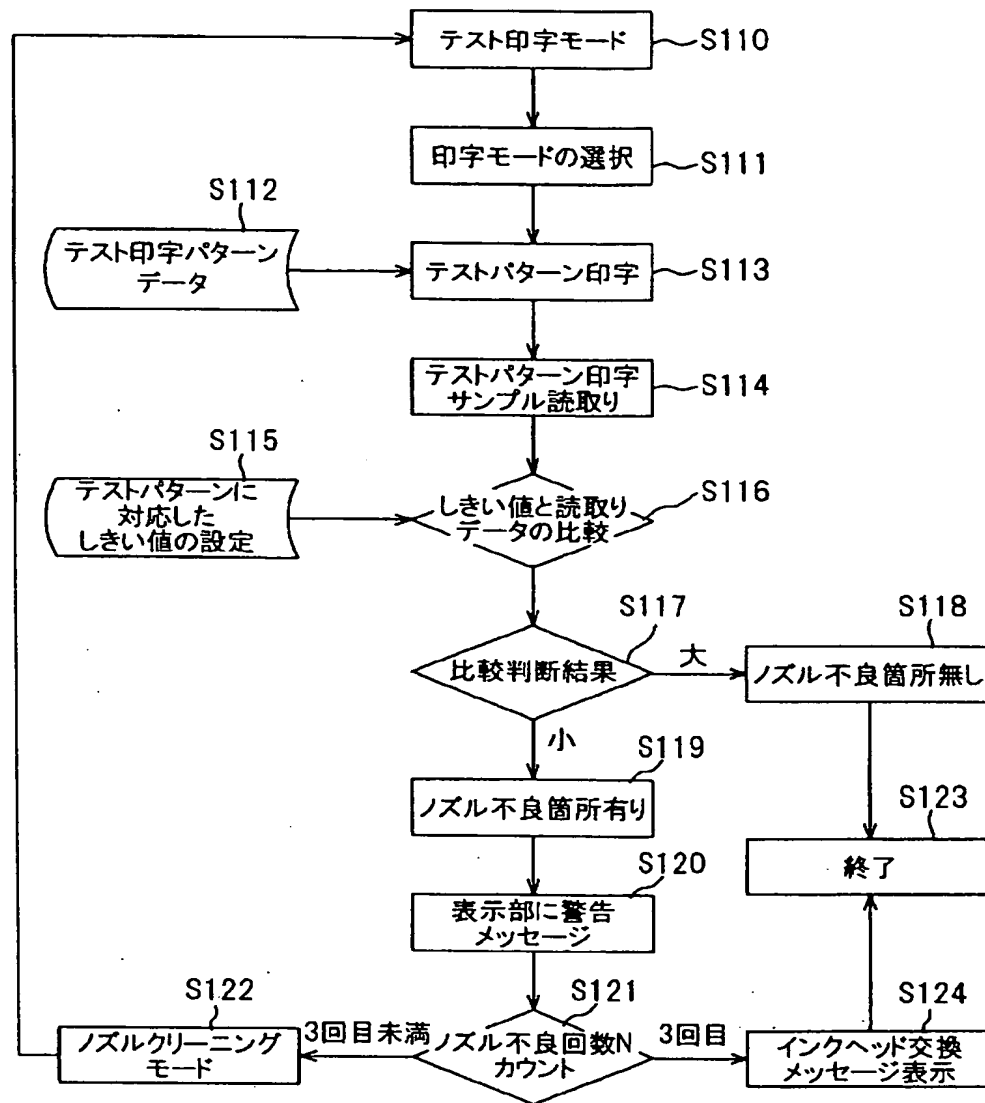 テスト印字モード
S110
印字モードの選択
S111
S112
テスト印字パターン
データ
テストパターン印字
S113
テストパターン印字
サンプル読取り
S114
S115
テストパターンに
対応した
しきい値の設定
しきい値と読取り
データの比較
S116
S117
比較判断結果
大
S118
ノズル不良箇所無し
小
S119
ノズル不良箇所有り
S123
終了
S120
表示部に警告
メッセージ
S121
ノズル不良回数N
カウント
3回目未満
S122
ノズルクリーニング
モード
3回目
S124
インクヘッド交換
メッセージ表示